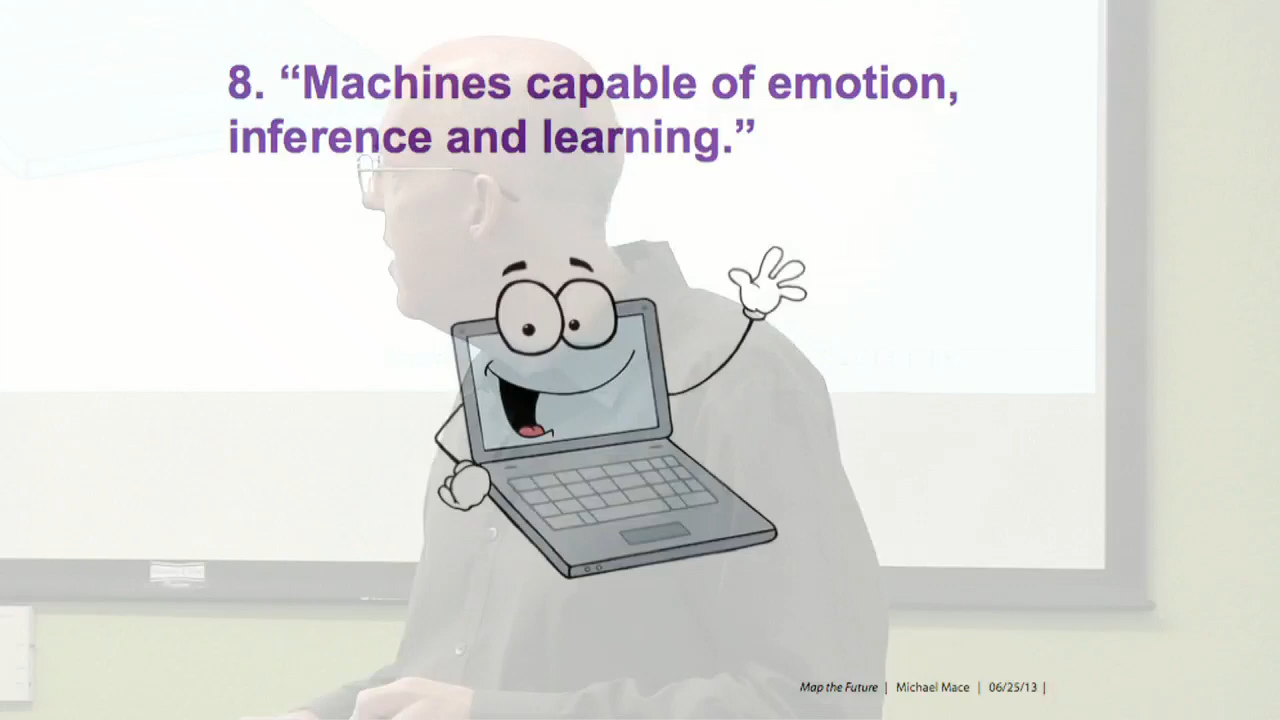 8. “Machines capable of emotion,
inference and learning.”
Map the Future | Michael Mace | 06/25/13 |